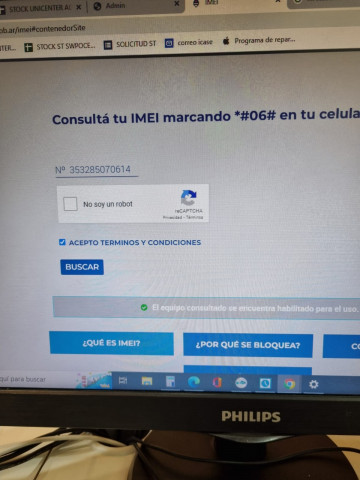 STOCK UNICENTER
Admin
IMEI
ob.ar/imei#contenedorSite
STOCK ST SWPOCE...
SOLICITUD ST
correo icase
Programa de repar...
Consultá tu IMEI marcando *#06# en tu celula
Nº 353285070614
No soy un robot
reCAPTCHA
Privacidad - Términos
ACEPTO TERMINOS Y CONDICIONES
BUSCAR
El equipo consultado se encuentra habilitado para el uso.
¿QUÉ ES IMEI?
¿POR QUÉ SE BLOQUEA?
CO
quí para buscar
PHILIPS